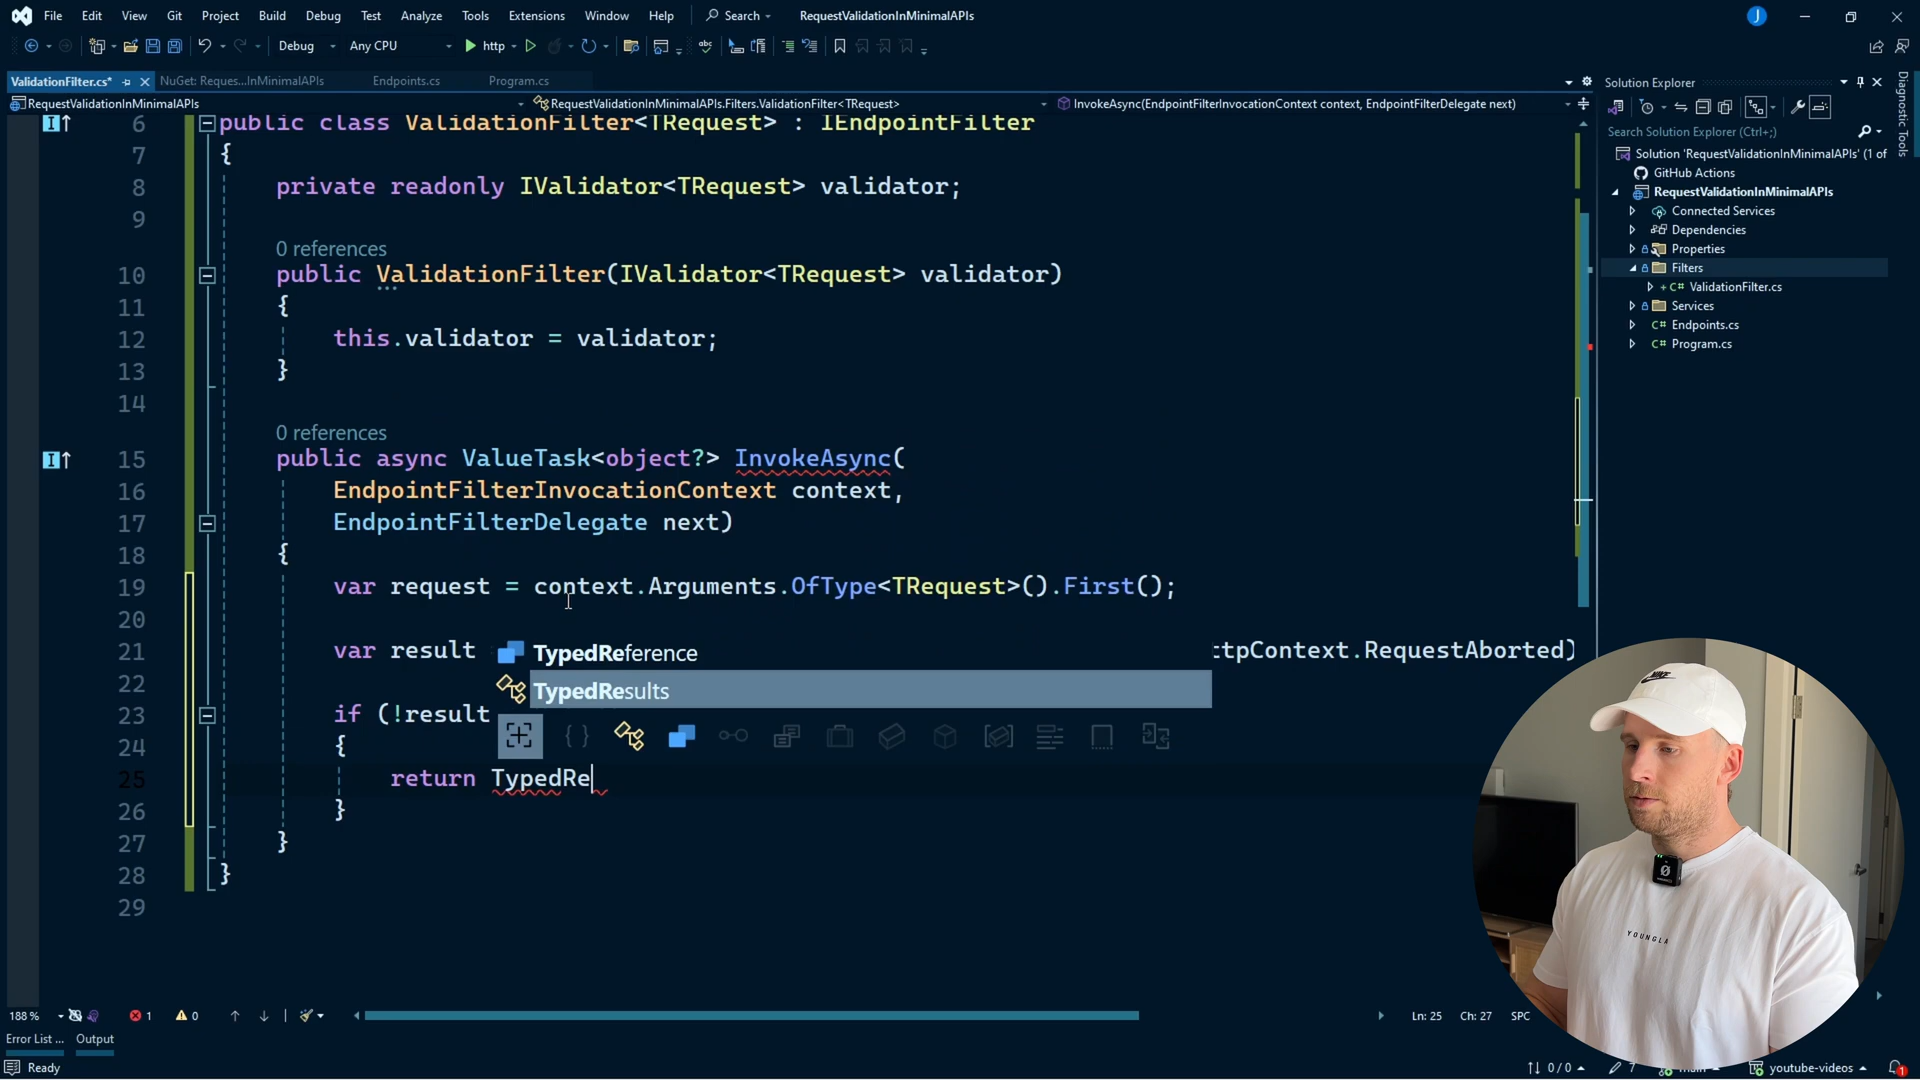 File Edit View Git Project Build Debug Test Analyze Tools Extensions Window Help Search RequestValidationInMinimalAPIs J
Debug Any CPU http
ValidationFilter.cs* NuGet: Reques...InMinimalAPIs Endpoints.cs Program.cs
RequestValidationInMinimalAPIs RequestValidationInMinimalAPIs.Filters.ValidationFilter<TRequest> InvokeAsync(EndpointFilterInvocationContext context, EndpointFilterDelegate next)
6 public class ValidationFilter<TRequest> : IEndpointFilter
7 {
8 private readonly IValidator<TRequest> validator;
9
0 references
10 public ValidationFilter(IValidator<TRequest> validator)
11 {
12 this.validator = validator;
13 }
14
0 references
15 public async ValueTask<object?> InvokeAsync(
16 EndpointFilterInvocationContext context,
17 EndpointFilterDelegate next)
18 {
19 var request = context.Arguments.OfType<TRequest>().First();
20
21 var result ttpContext.RequestAborted)
TypedReference
22
TypedResults
23 if (!result
24 {
25 return TypedRe
26 }
27 }
28 }
29
188 % 1 0 Ln: 25 Ch: 27 SPC
Error List ... Output
Ready 0 / 0 7 main youtube-videos 1
Solution Explorer
Search Solution Explorer (Ctrl+;)
Solution 'RequestValidationInMinimalAPIs' (1 of
GitHub Actions
RequestValidationInMinimalAPIs
Connected Services
Dependencies
Properties
Filters
ValidationFilter.cs
Services
Endpoints.cs
Program.cs
Diagnostic Tools
YOUNGLA